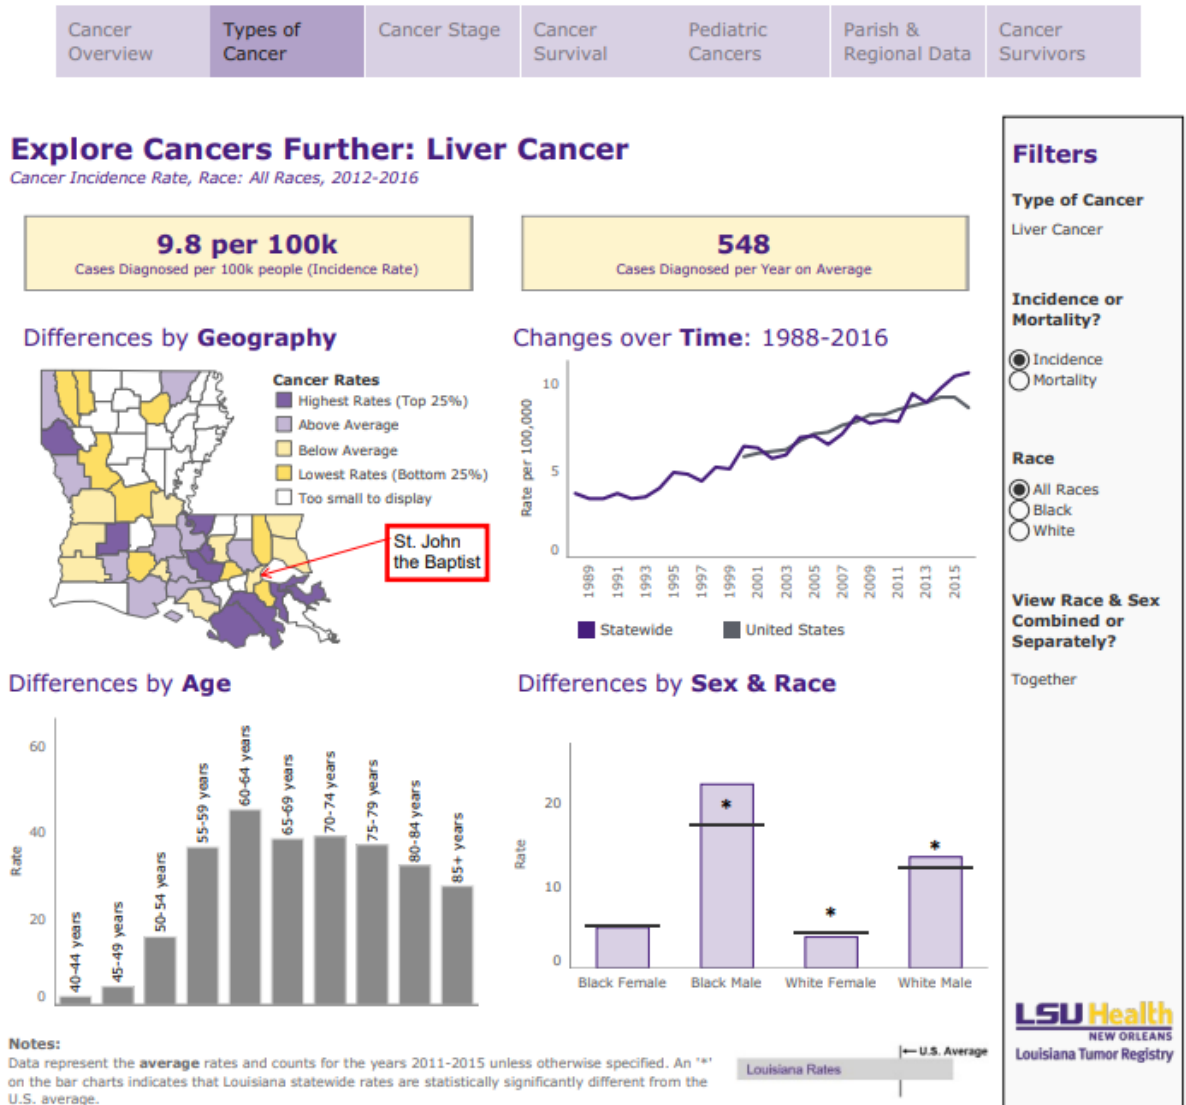 Cancer Overview
Types of Cancer
Cancer Stage
Cancer Survival
Pediatric Cancers
Parish & Regional Data
Cancer Survivors
Explore Cancers Further: Liver Cancer
Cancer Incidence Rate, Race: All Races, 2012-2016
9.8 per 100k
Cases Diagnosed per 100k people (Incidence Rate)
548
Cases Diagnosed per Year on Average
Differences by Geography
Cancer Rates
Highest Rates (Top 25%)
Above Average
Below Average
Lowest Rates (Bottom 25%)
Too small to display
St. John
the Baptist
Changes over Time: 1988-2016
Rate per 100,000
10
5
0
1989
1991
1993
1995
1997
1999
2001
2003
2005
2007
2009
2011
2013
2015
Statewide
United States
Differences by Age
Rate
60
40
20
0
40-44 years
45-49 years
50-54 years
55-59 years
60-64 years
65-69 years
70-74 years
75-79 years
80-84 years
85+ years
Differences by Sex & Race
Rate
20
10
0
*
*
*
Black Female
Black Male
White Female
White Male
Notes:
Data represent the average rates and counts for the years 2011-2015 unless otherwise specified. An '*'
on the bar charts indicates that Louisiana statewide rates are statistically significantly different from the
U.S. average.
U.S. Average
Louisiana Rates
Filters
Type of Cancer
Liver Cancer
Incidence or
Mortality?
Incidence
Mortality
Race
All Races
Black
White
View Race & Sex
Combined or
Separately?
Together
LSU Health
NEW ORLEANS
Louisiana Tumor Registry